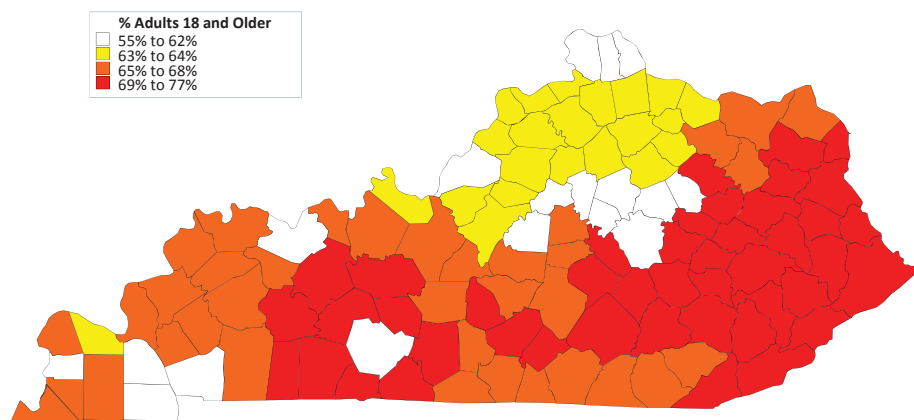 % Adults 18 and Older
55% to 62%
63% to 64%
65% to 68%
69% to 77%